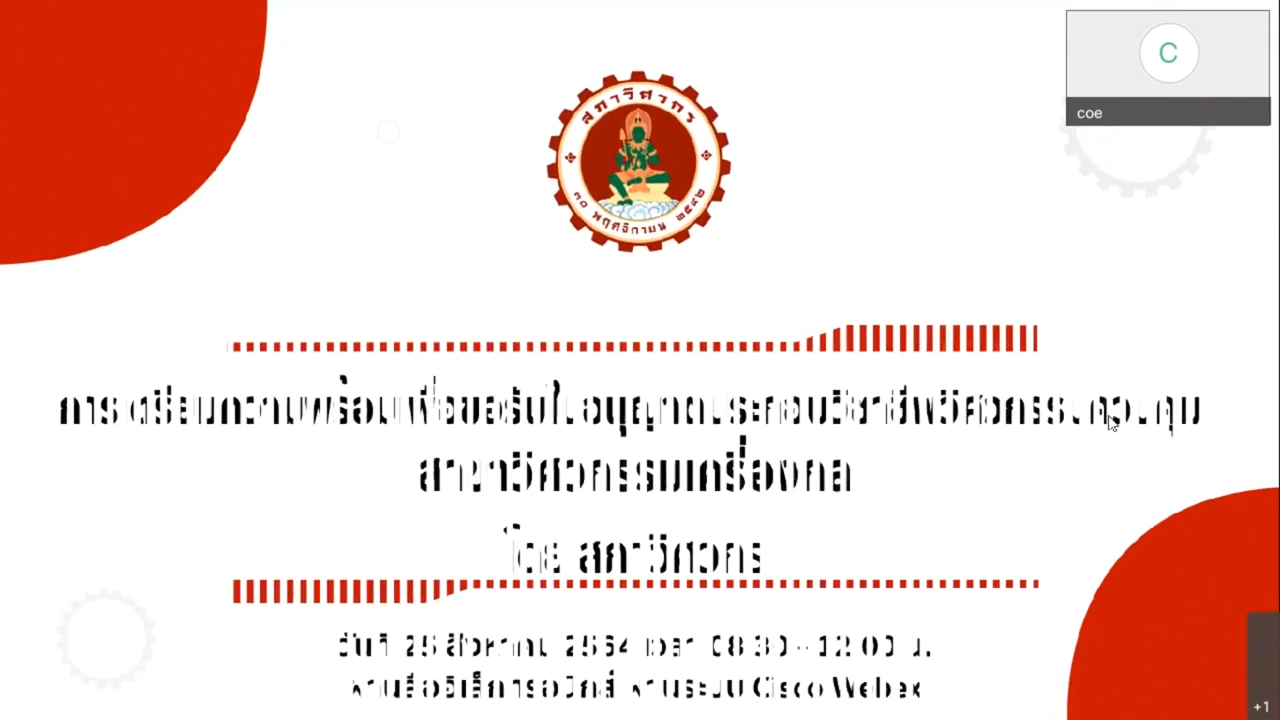 C
coe
สภาวิศวกร
๓๐ พฤศจิกายน ๒๕๔๒
การเตรียมความพร้อมเพื่อขอรับใบอนุญาตประกอบวิชาชีพวิศวกรรมควบคุม
สาขาวิศวกรรมเครื่องกล
โดย สภาวิศวกร
วันที่ 25 สิงหาคม 2564 เวลา 08.30 - 12.00 น.
ผ่านสื่ออิเล็กทรอนิกส์ ผ่านระบบ Cisco Webex
+1